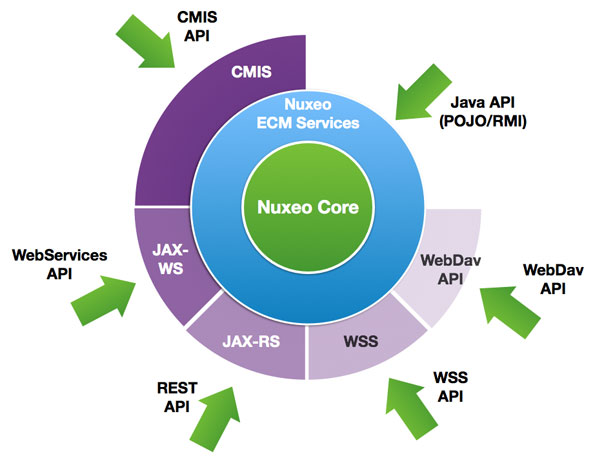 CMIS
API
CMIS
Nuxeo
ECM Services
Java API
(POJO/RMI)
Nuxeo Core
WebServices
API
JAX-
WS
WebDav
API
WebDav
API
JAX-RS
WSS
REST
API
WSS
API